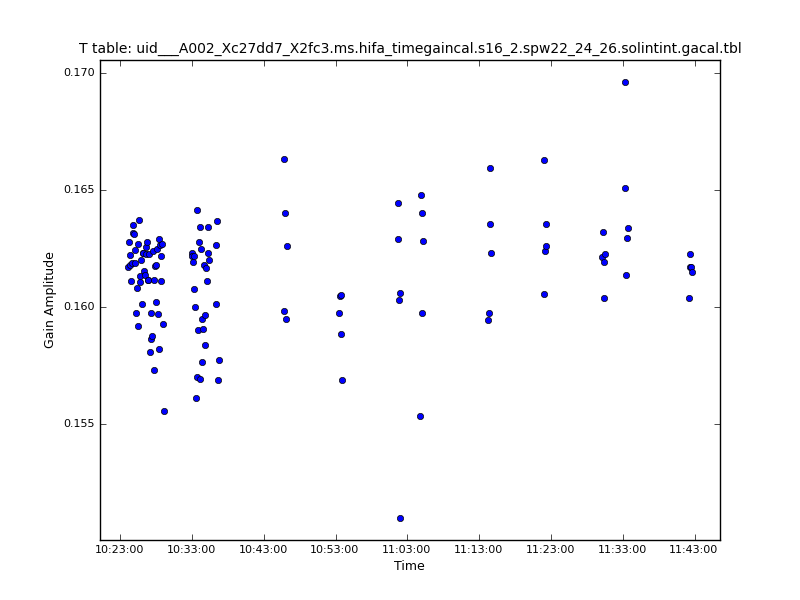 T table: uid___A002_Xc27dd7_X2fc3.ms.hifa_timegaincal.s16_2.spw22_24_26.solintint.gacal.tbl
0.170
0.165
0.160
0.155
Gain Amplitude
10:23:00 10:33:00 10:43:00 10:53:00 11:03:00 11:13:00 11:23:00 11:33:00 11:43:00
Time